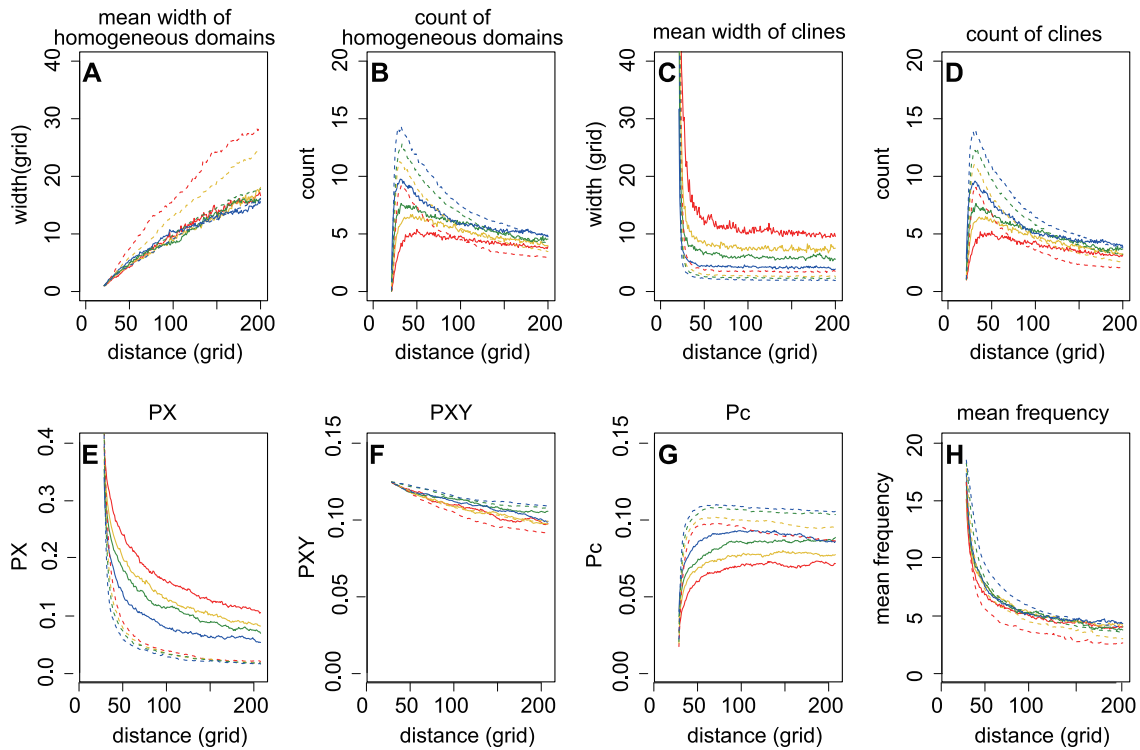 mean width of
homogeneous domains
A
width(grid)
0 10 20 30 40
0 50 100 200
distance (grid)
count of
homogeneous domains
B
count
0 5 10 15 20
0 50 100 200
distance (grid)
mean width of clines
C
width (grid)
0 10 20 30 40
0 50 100 200
distance (grid)
count of clines
D
count
0 5 10 15 20
0 50 100 200
distance (grid)
PX
E
PX
0.0 0.1 0.2 0.3 0.4
0 50 100 200
distance (grid)
PXY
F
PXY
0.00 0.05 0.10 0.15
0 50 100 200
distance (grid)
Pc
G
Pc
0.00 0.05 0.10 0.15
0 50 100 200
distance (grid)
mean frequency
H
mean frequency
0 5 10 15 20
0 50 100 200
distance (grid)